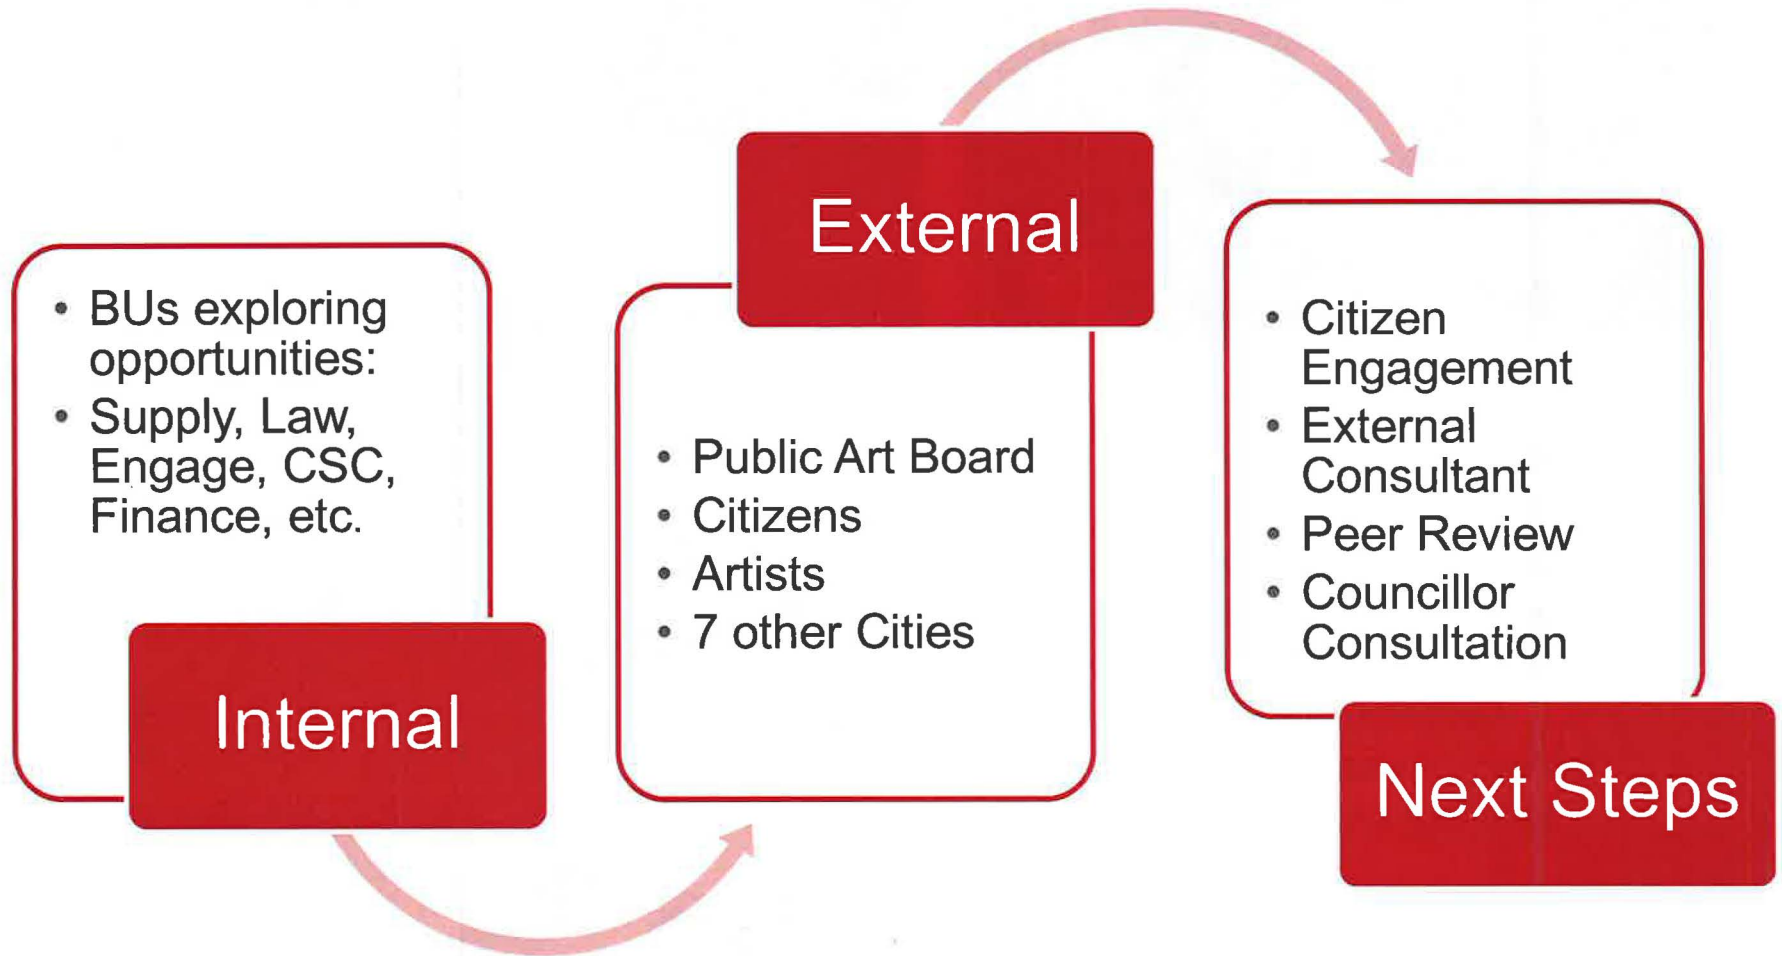 • BUs exploring
opportunities:
• Supply, Law,
Engage, CSC,
Finance, etc.
Internal
External
• Public Art Board
• Citizens
• Artists
• 7 other Cities
• Citizen
Engagement
• External
Consultant
• Peer Review
• Councillor
Consultation
Next Steps